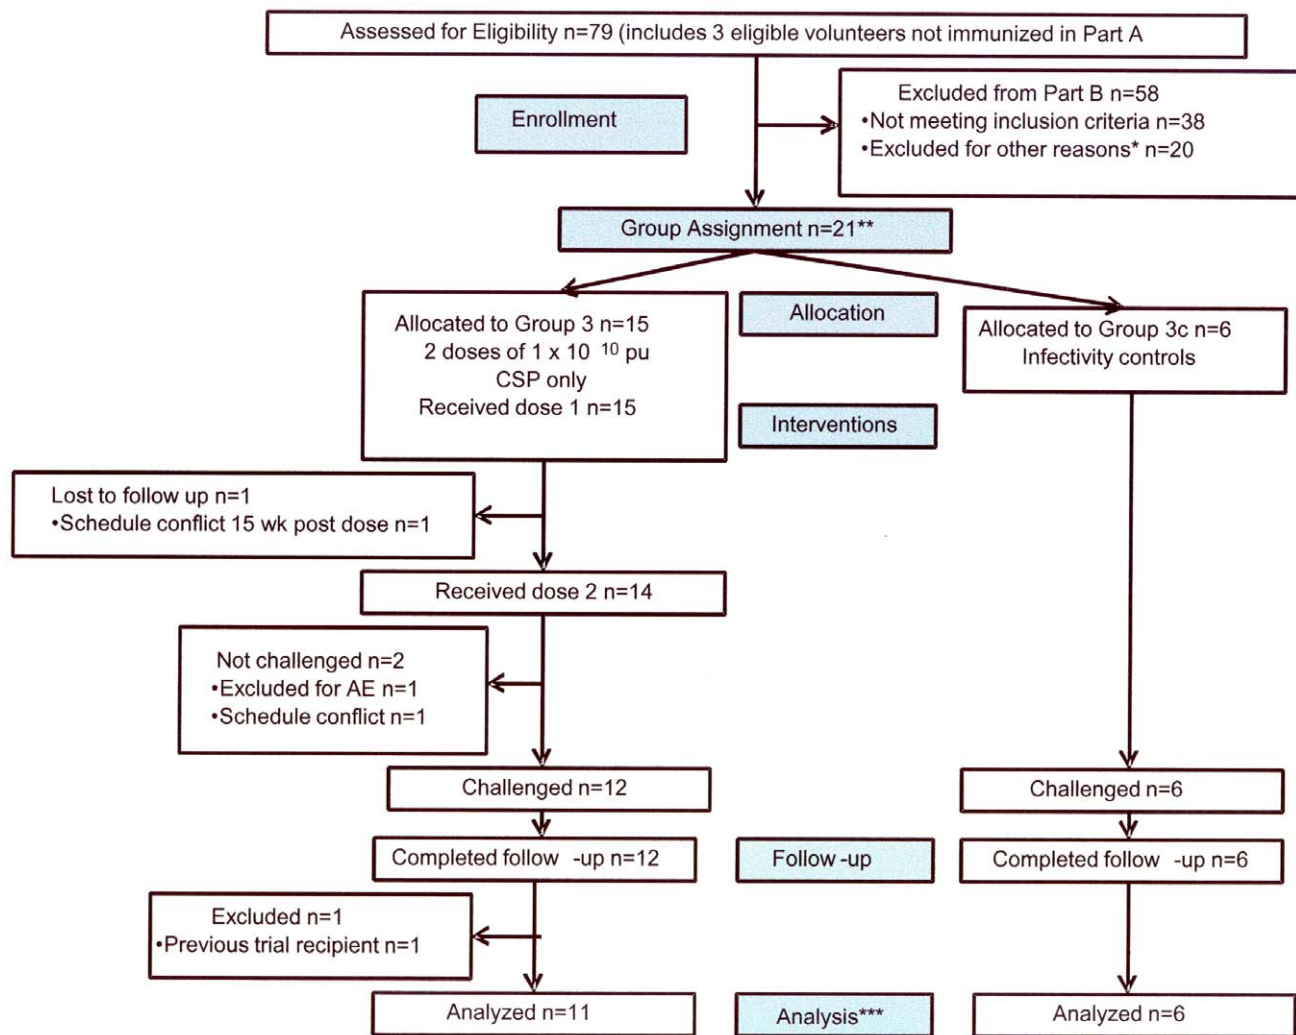 Assessed for Eligibility n=79 (includes 3 eligible volunteers not immunized in Part A
Enrollment
Excluded from Part B n=58
•Not meeting inclusion criteria n=38
•Excluded for other reasons* n=20
Group Assignment n=21**
Allocated to Group 3 n=15
2 doses of 1 x 10 10 pu
CSP only
Received dose 1 n=15
Allocation
Allocated to Group 3c n=6
Infectivity controls
Interventions
Lost to follow up n=1
•Schedule conflict 15 wk post dose n=1
Received dose 2 n=14
Not challenged n=2
•Excluded for AE n=1
•Schedule conflict n=1
Challenged n=12
Challenged n=6
Completed follow -up n=12
Follow -up
Completed follow -up n=6
Excluded n=1
•Previous trial recipient n=1
Analyzed n=11
Analysis***
Analyzed n=6